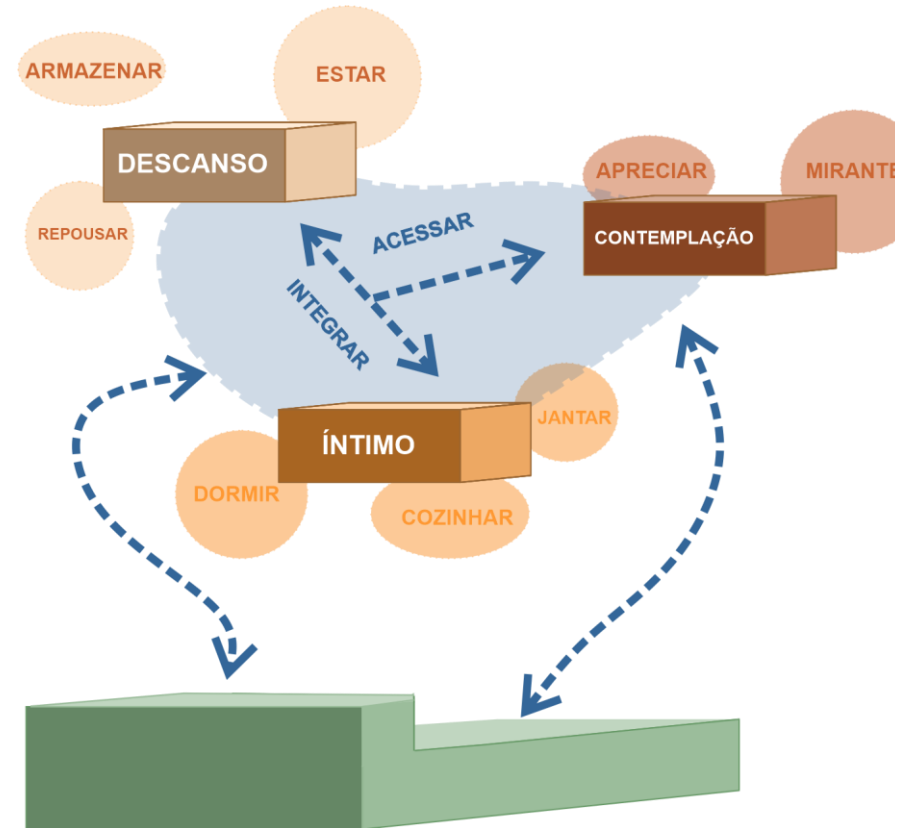 ARMAZENAR
ESTAR
DESCANSO
APRECIAR
MIRANTE
REPOUSAR
ACESSAR
CONTEMPLAÇÃO
INTEGRAR
JANTAR
ÍNTIMO
DORMIR
COZINHAR